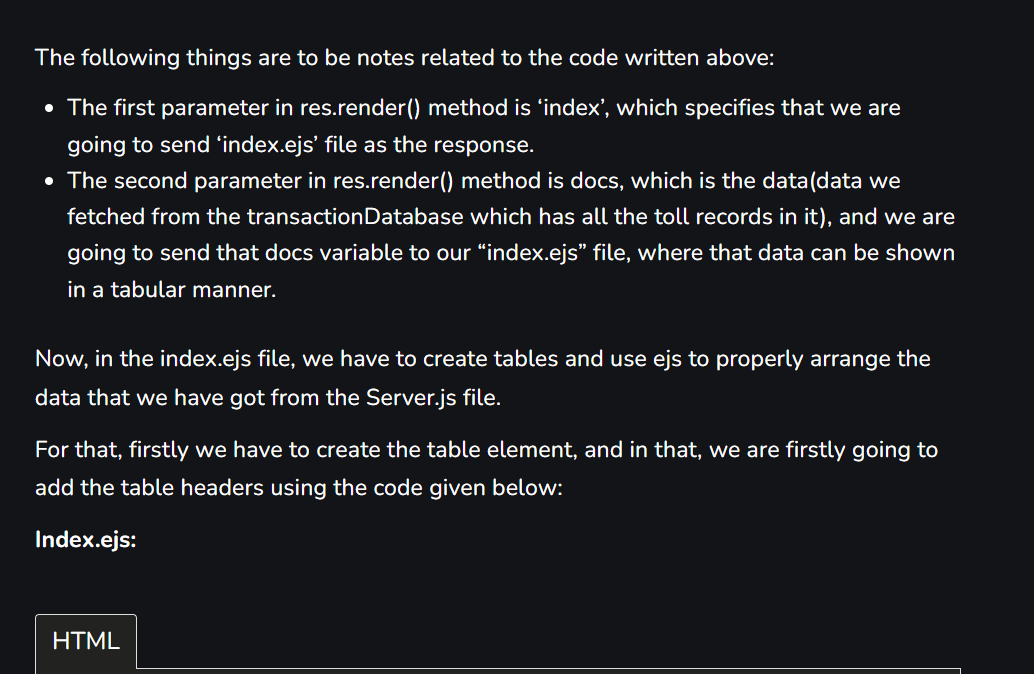 The following things are to be notes related to the code written above:
• The first parameter in res.render() method is ‘index’, which specifies that we are
going to send ‘index.ejs’ file as the response.
• The second parameter in res.render() method is docs, which is the data(data we
fetched from the transactionDatabase which has all the toll records in it), and we are
going to send that docs variable to our “index.ejs” file, where that data can be shown
in a tabular manner.
Now, in the index.ejs file, we have to create tables and use ejs to properly arrange the
data that we have got from the Server.js file.
For that, firstly we have to create the table element, and in that, we are firstly going to
add the table headers using the code given below:
Index.ejs:
HTML